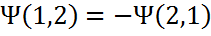 Ψ(1,2) = −Ψ(2,1)